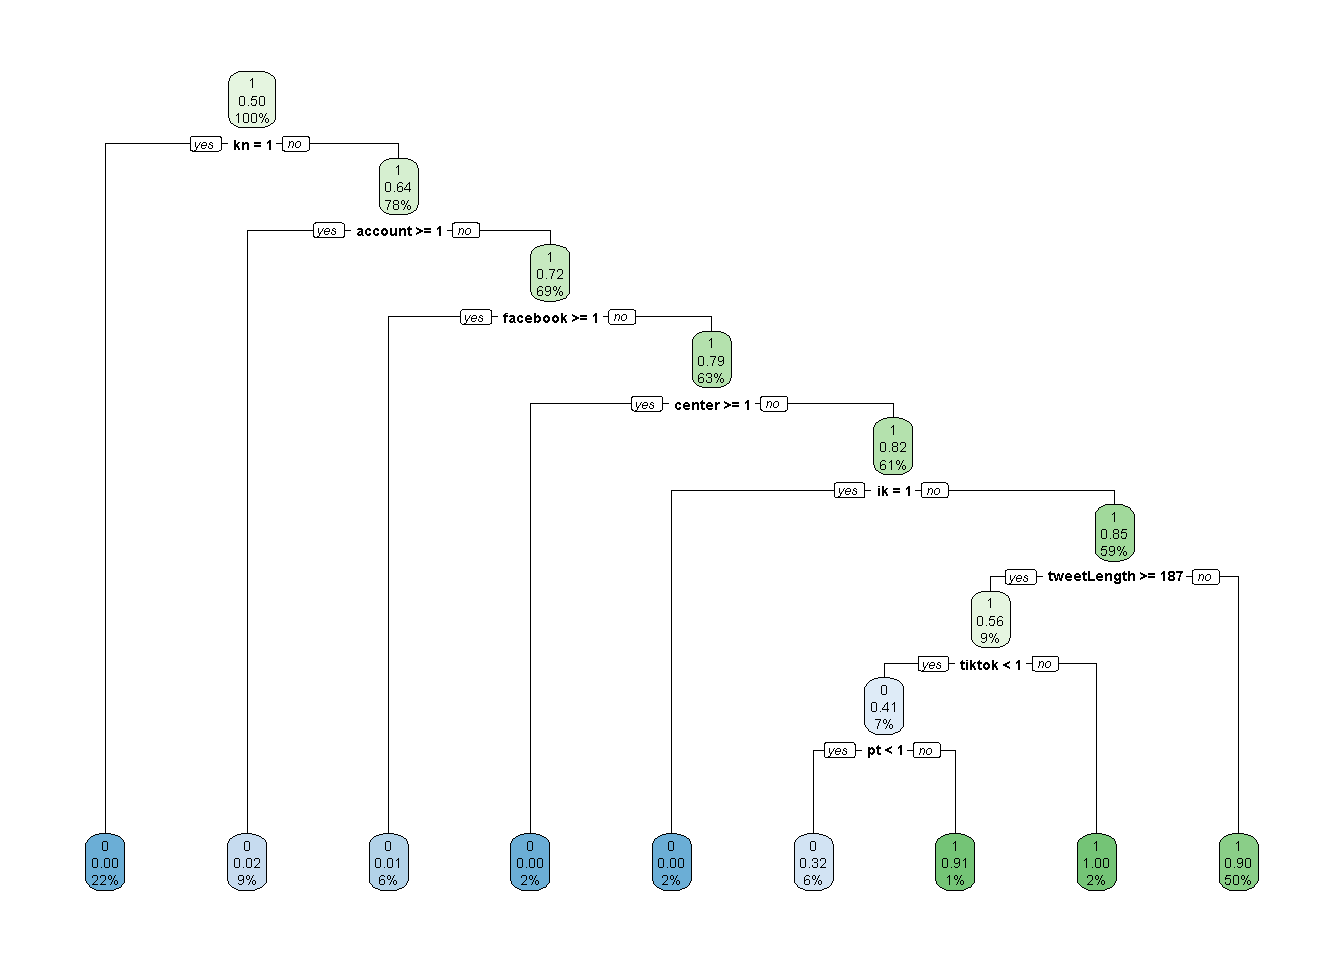 1
0.50
100%
yes kn = 1 no
1
0.64
78%
yes account >= 1 no
1
0.72
69%
yes facebook >= 1 no
1
0.79
63%
yes center >= 1 no
1
0.82
61%
yes ik = 1 no
1
0.85
59%
yes tweetLength >= 187 no
1
0.56
9%
yes tiktok < 1 no
0
0.41
7%
yes pt < 1 no
0 0 0 0 0 0 1 1 1
0.00 0.02 0.01 0.00 0.00 0.32 0.91 1.00 0.90
22% 9% 6% 2% 2% 6% 1% 2% 50%